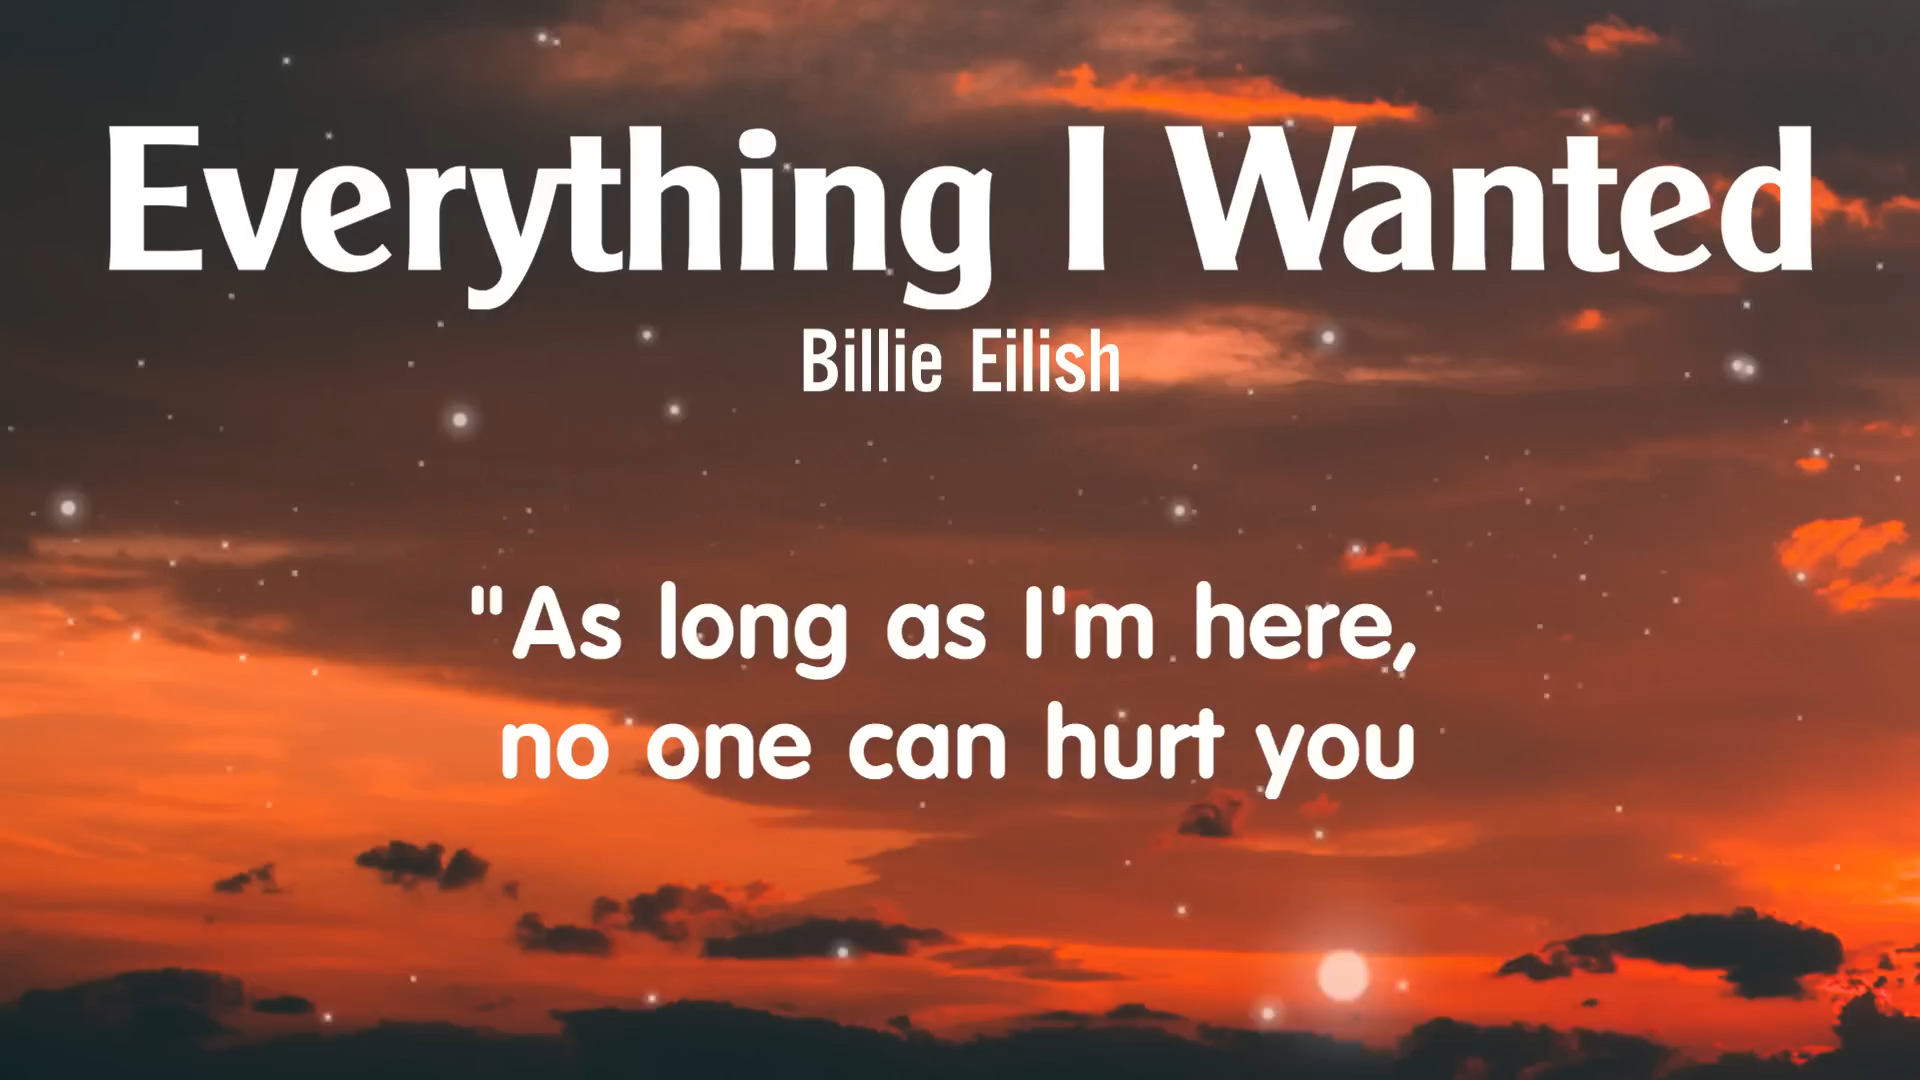 Everything I Wanted
Billie Eilish
"As long as I'm here,
no one can hurt you